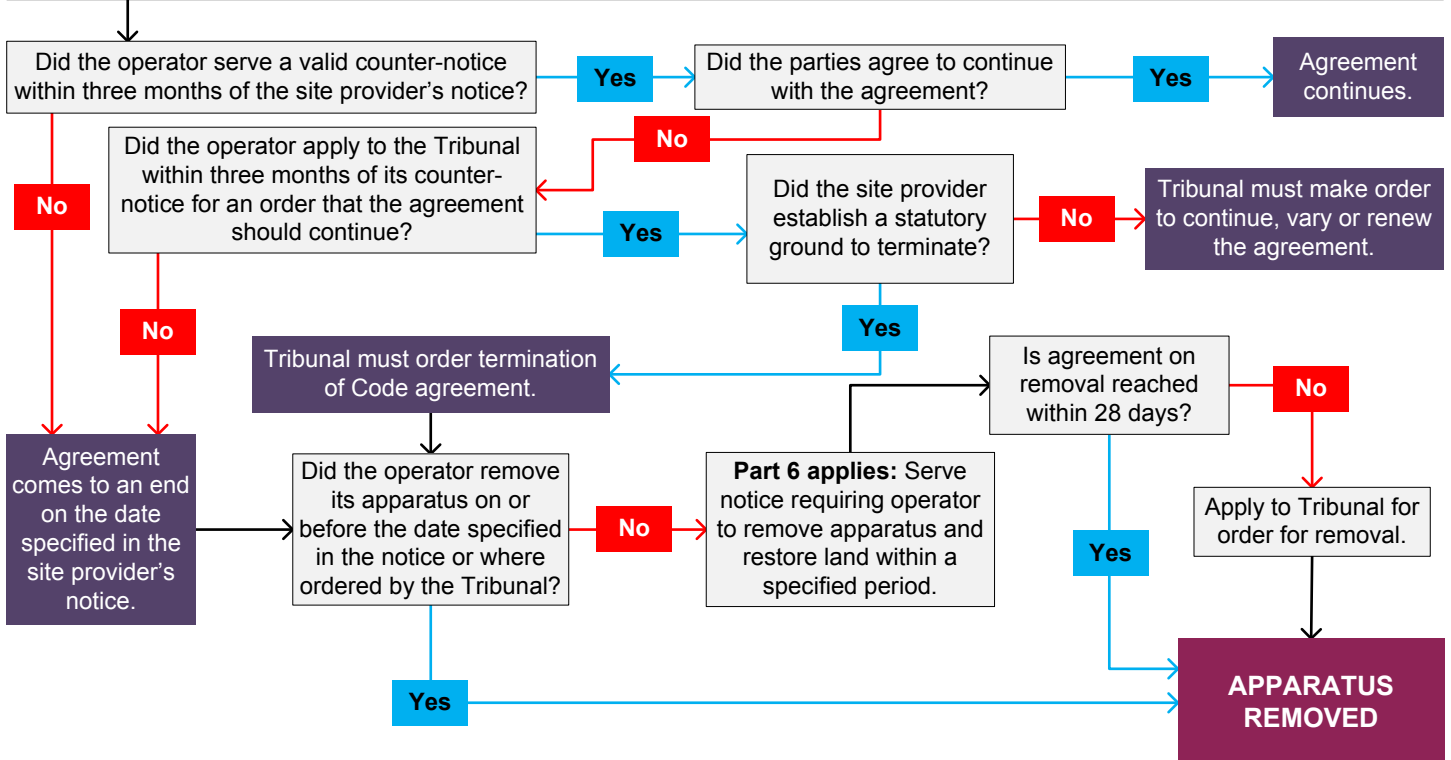 Did the operator serve a valid counter-notice
within three months of the site provider’s notice?
Yes
Did the parties agree to continue
with the agreement?
Yes
Agreement
continues.
No
No
Did the operator apply to the Tribunal
within three months of its counter-
notice for an order that the agreement
should continue?
Yes
Did the site provider
establish a statutory
ground to terminate?
No
Tribunal must make order
to continue, vary or renew
the agreement.
No
Yes
Tribunal must order termination
of Code agreement.
Is agreement on
removal reached
within 28 days?
No
Agreement
comes to an end
on the date
specified in the
site provider’s
notice.
Did the operator remove
its apparatus on or
before the date specified
in the notice or where
ordered by the Tribunal?
No
Part 6 applies: Serve
notice requiring operator
to remove apparatus and
restore land within a
specified period.
Yes
Apply to Tribunal for
order for removal.
Yes
APPARATUS
REMOVED